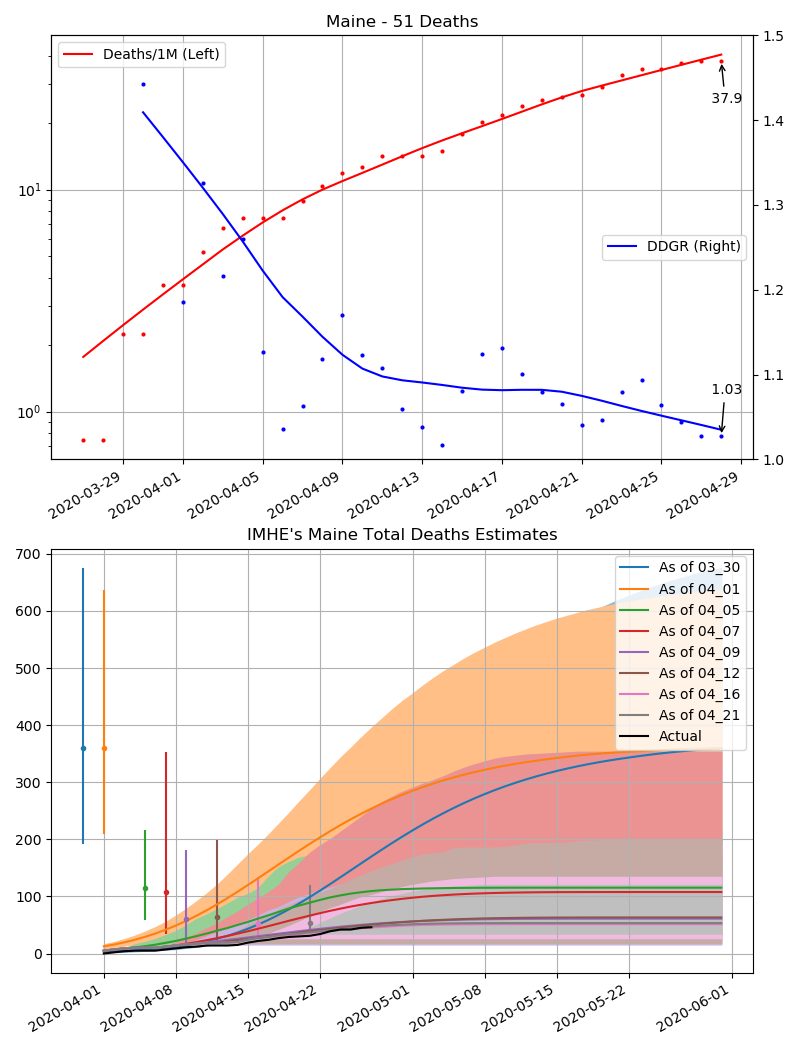 Maine - 51 Deaths
Deaths/1M (Left)
DDGR (Right)
37.9
1.03
10¹
10⁰
1.5
1.4
1.3
1.2
1.1
1.0
2020-03-29
2020-04-01
2020-04-05
2020-04-09
2020-04-13
2020-04-17
2020-04-21
2020-04-25
2020-04-29
IMHE's Maine Total Deaths Estimates
700
600
500
400
300
200
100
0
As of 03_30
As of 04_01
As of 04_05
As of 04_07
As of 04_09
As of 04_12
As of 04_16
As of 04_21
Actual
2020-04-01
2020-04-08
2020-04-15
2020-04-22
2020-05-01
2020-05-08
2020-05-15
2020-05-22
2020-06-01